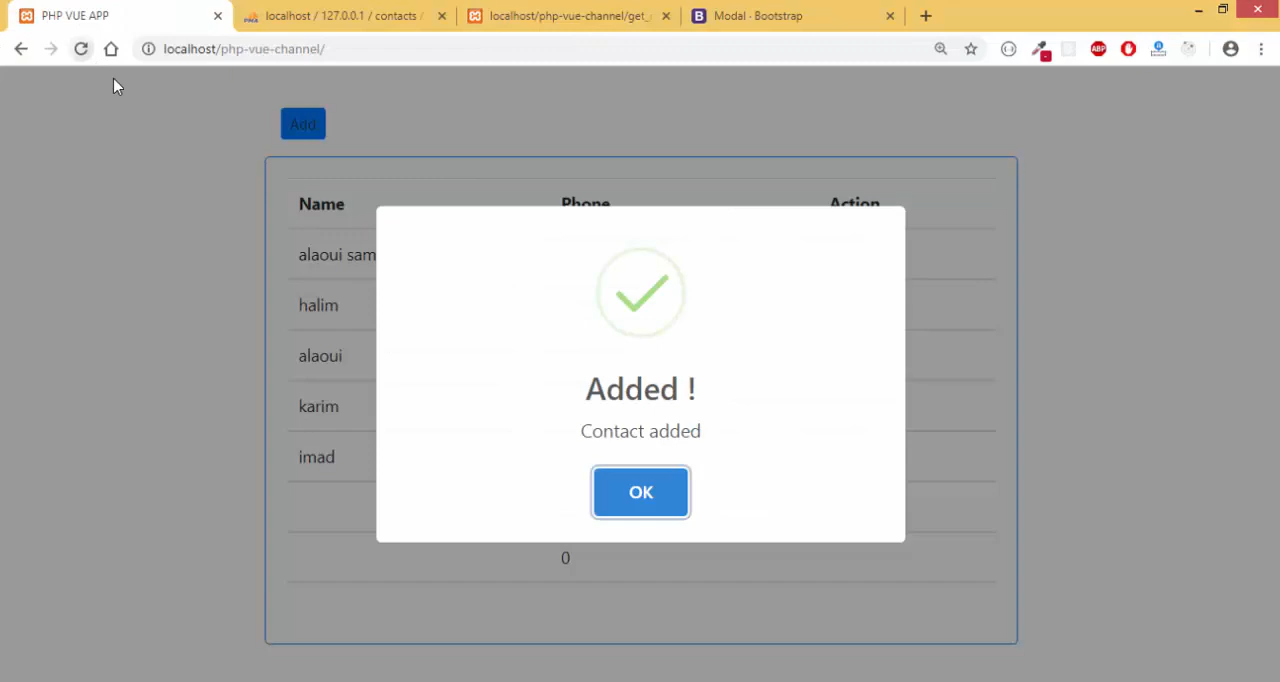 PHP VUE APP
localhost / 127.0.0.1 / contacts /
localhost/php-vue-channel/get_
Modal · Bootstrap
localhost/php-vue-channel/
ABP
Add
Name Phone Action
alaoui sam
halim
alaoui
karim
imad
0
Added !
Contact added
OK